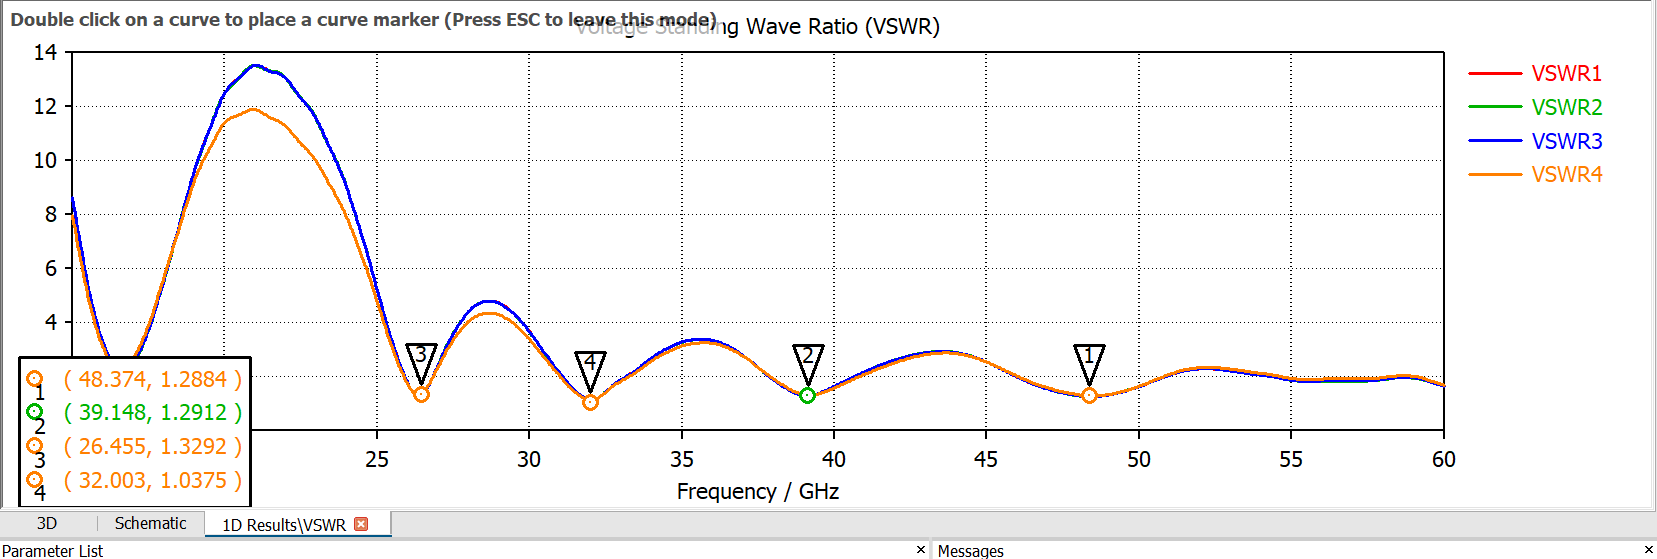 Double click on a curve to place a curve marker (Press ESC to leave this mode)
Voltage Standing Wave Ratio (VSWR)
14
12
10
8
6
4
VSWR1
VSWR2
VSWR3
VSWR4
3
4
2
1
1 ( 48.374, 1.2884 )
2 ( 39.148, 1.2912 )
3 ( 26.455, 1.3292 )
4 ( 32.003, 1.0375 )
25 30 35 40 45 50 55 60
Frequency / GHz
3D Schematic 1D Results\VSWR
Parameter List × Messages ×